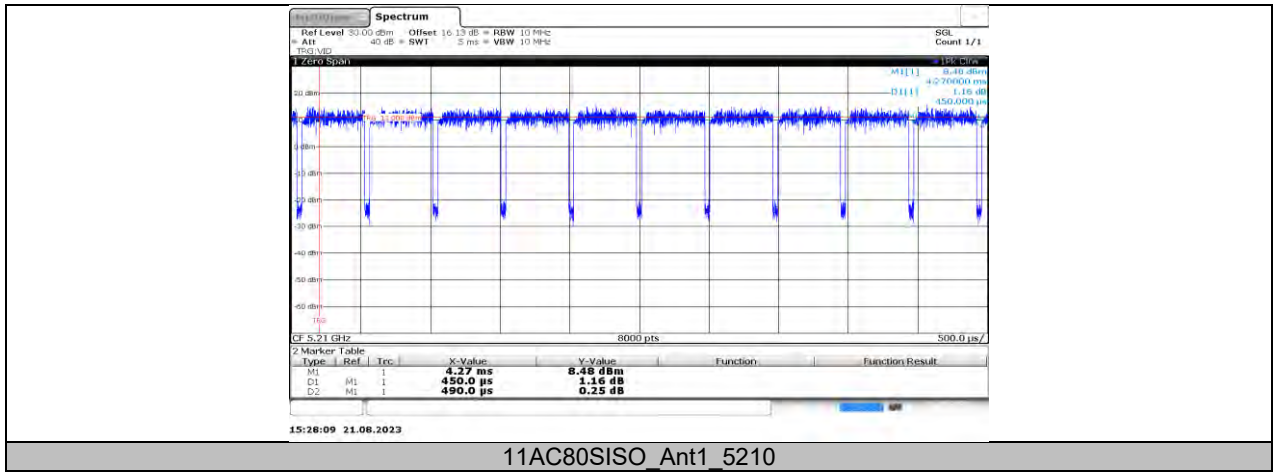 Spectrum
Ref Level 30.00 dBm Offset 16.13 dB RBW 10 MHz
Att 40 dB SWT 5 ms VBW 10 MHz
SGL
Count 1/1
TRG:VID
1 Zero Span
1Pk Clrw
M1[1] 8.48 dBm
4.270000 ms
D1[1] 1.16 dB
450.000 µs
20 dBm
0 dBm
-10 dBm
-20 dBm
-30 dBm
-40 dBm
-50 dBm
-60 dBm
TRG
CF 5.21 GHz 8000 pts 500.0 µs/
2 Marker Table
Type Ref Trc X-Value Y-Value Function Function Result
M1 1 4.27 ms 8.48 dBm
D1 M1 1 450.0 µs 1.16 dB
D2 M1 1 490.0 µs 0.25 dB
15:28:09 21.08.2023
11AC80SISO_Ant1_5210